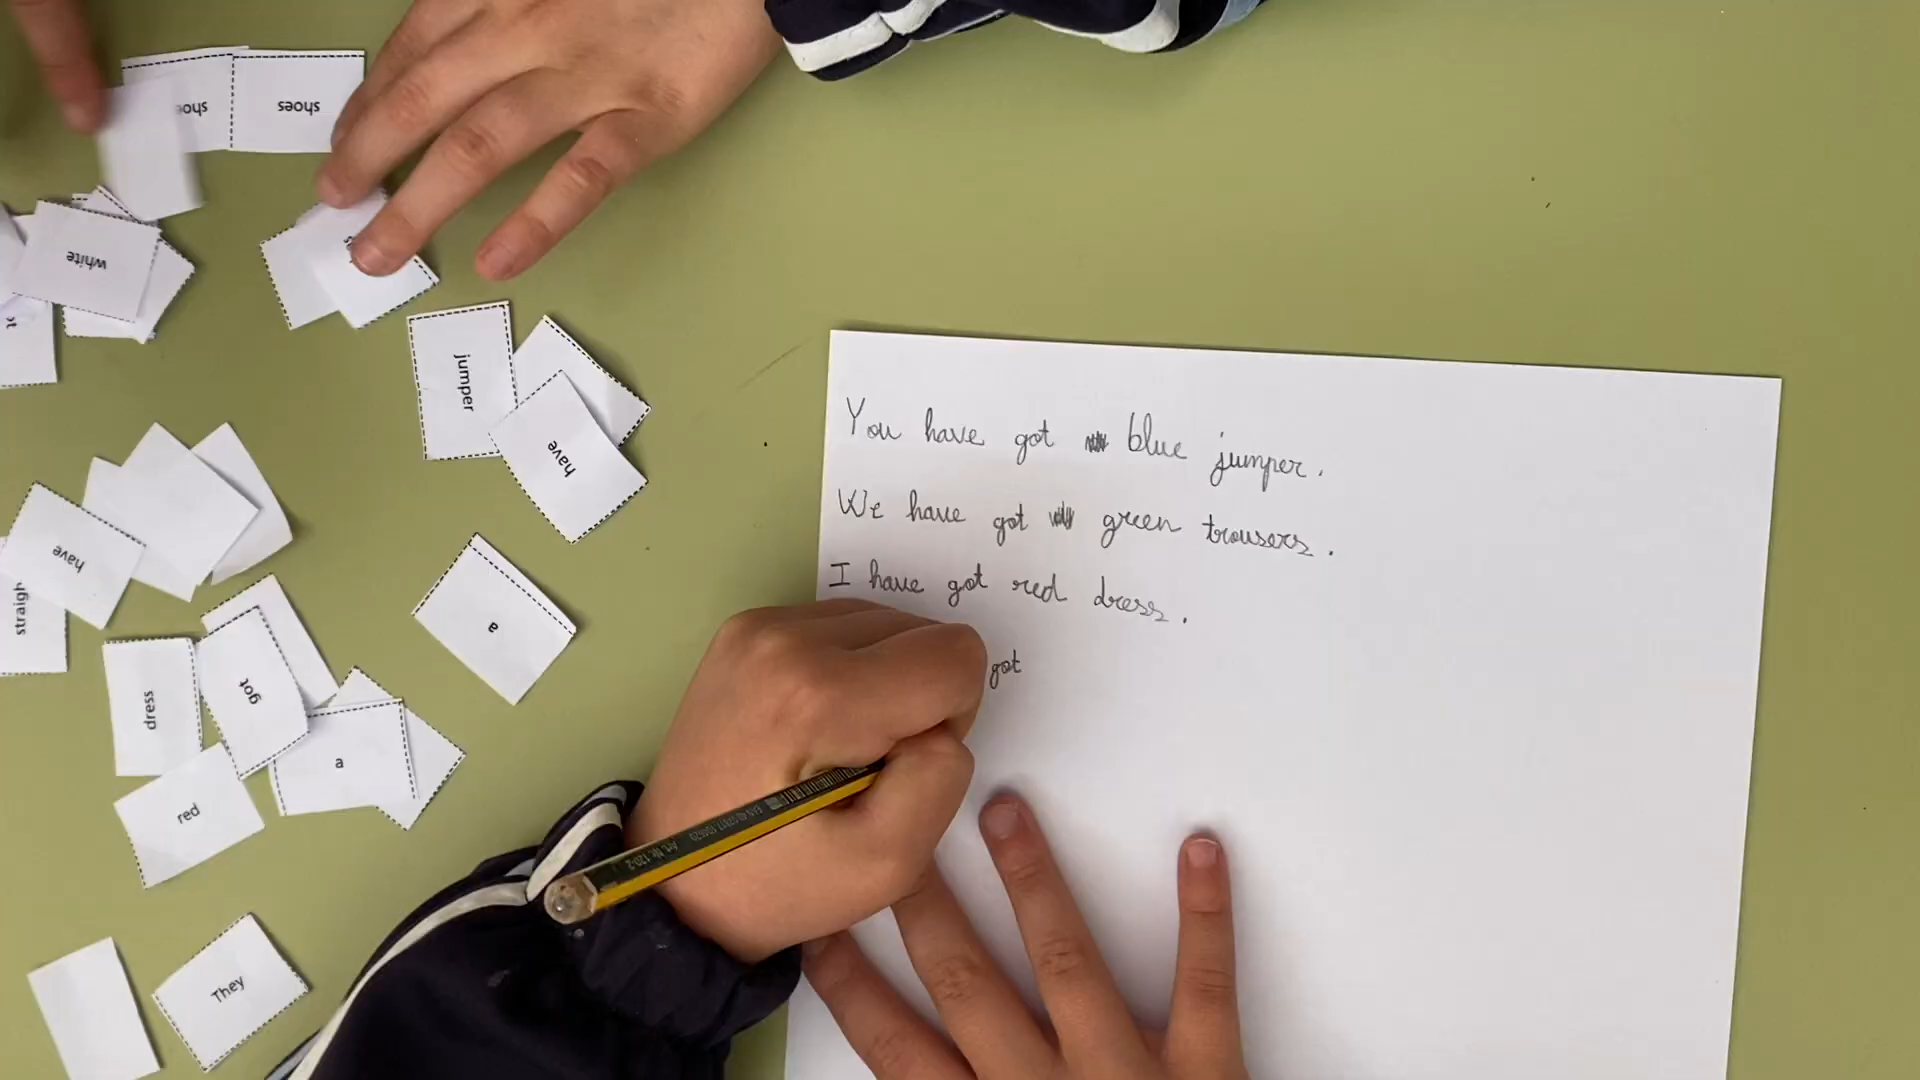 shoes
shoes
white
jumper
have
have
straigh
a
dress
got
a
red
They
You have got blue jumper.
We have got green trousers.
I have got red dress.
got